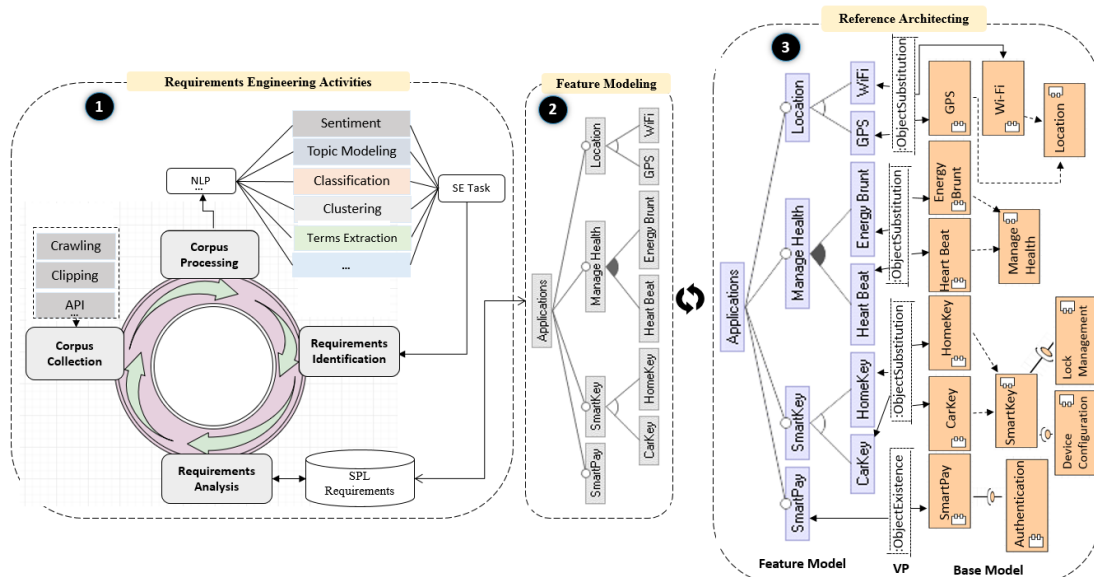 Requirements Engineering Activities
1
Sentiment
Topic Modeling
Classification
Clustering
Terms Extraction
...
NLP
...
SE Task
Crawling
Clipping
API
...
Corpus
Processing
Corpus
Collection
Requirements
Identification
Requirements
Analysis
SPL
Requirements
Feature Modeling
2
Applications
Location
WiFi
GPS
Manage Health
Energy Brunt
Heart Beat
SmartKey
HomeKey
CarKey
SmartPay
Reference Architecting
3
Applications
Location
WiFi
GPS
Manage Health
Energy Brunt
Heart Beat
SmartKey
HomeKey
CarKey
SmartPay
:ObjectSubstitution
:ObjectSubstitution
:ObjectSubstitution
:ObjectExistence
GPS
Wi-Fi
Location
Energy
Brunt
Heart Beat
Manage
Health
HomeKey
CarKey
SmartKey
Lock
Management
Device
Configuration
SmartPay
Authentication
Feature Model
VP
Base Model